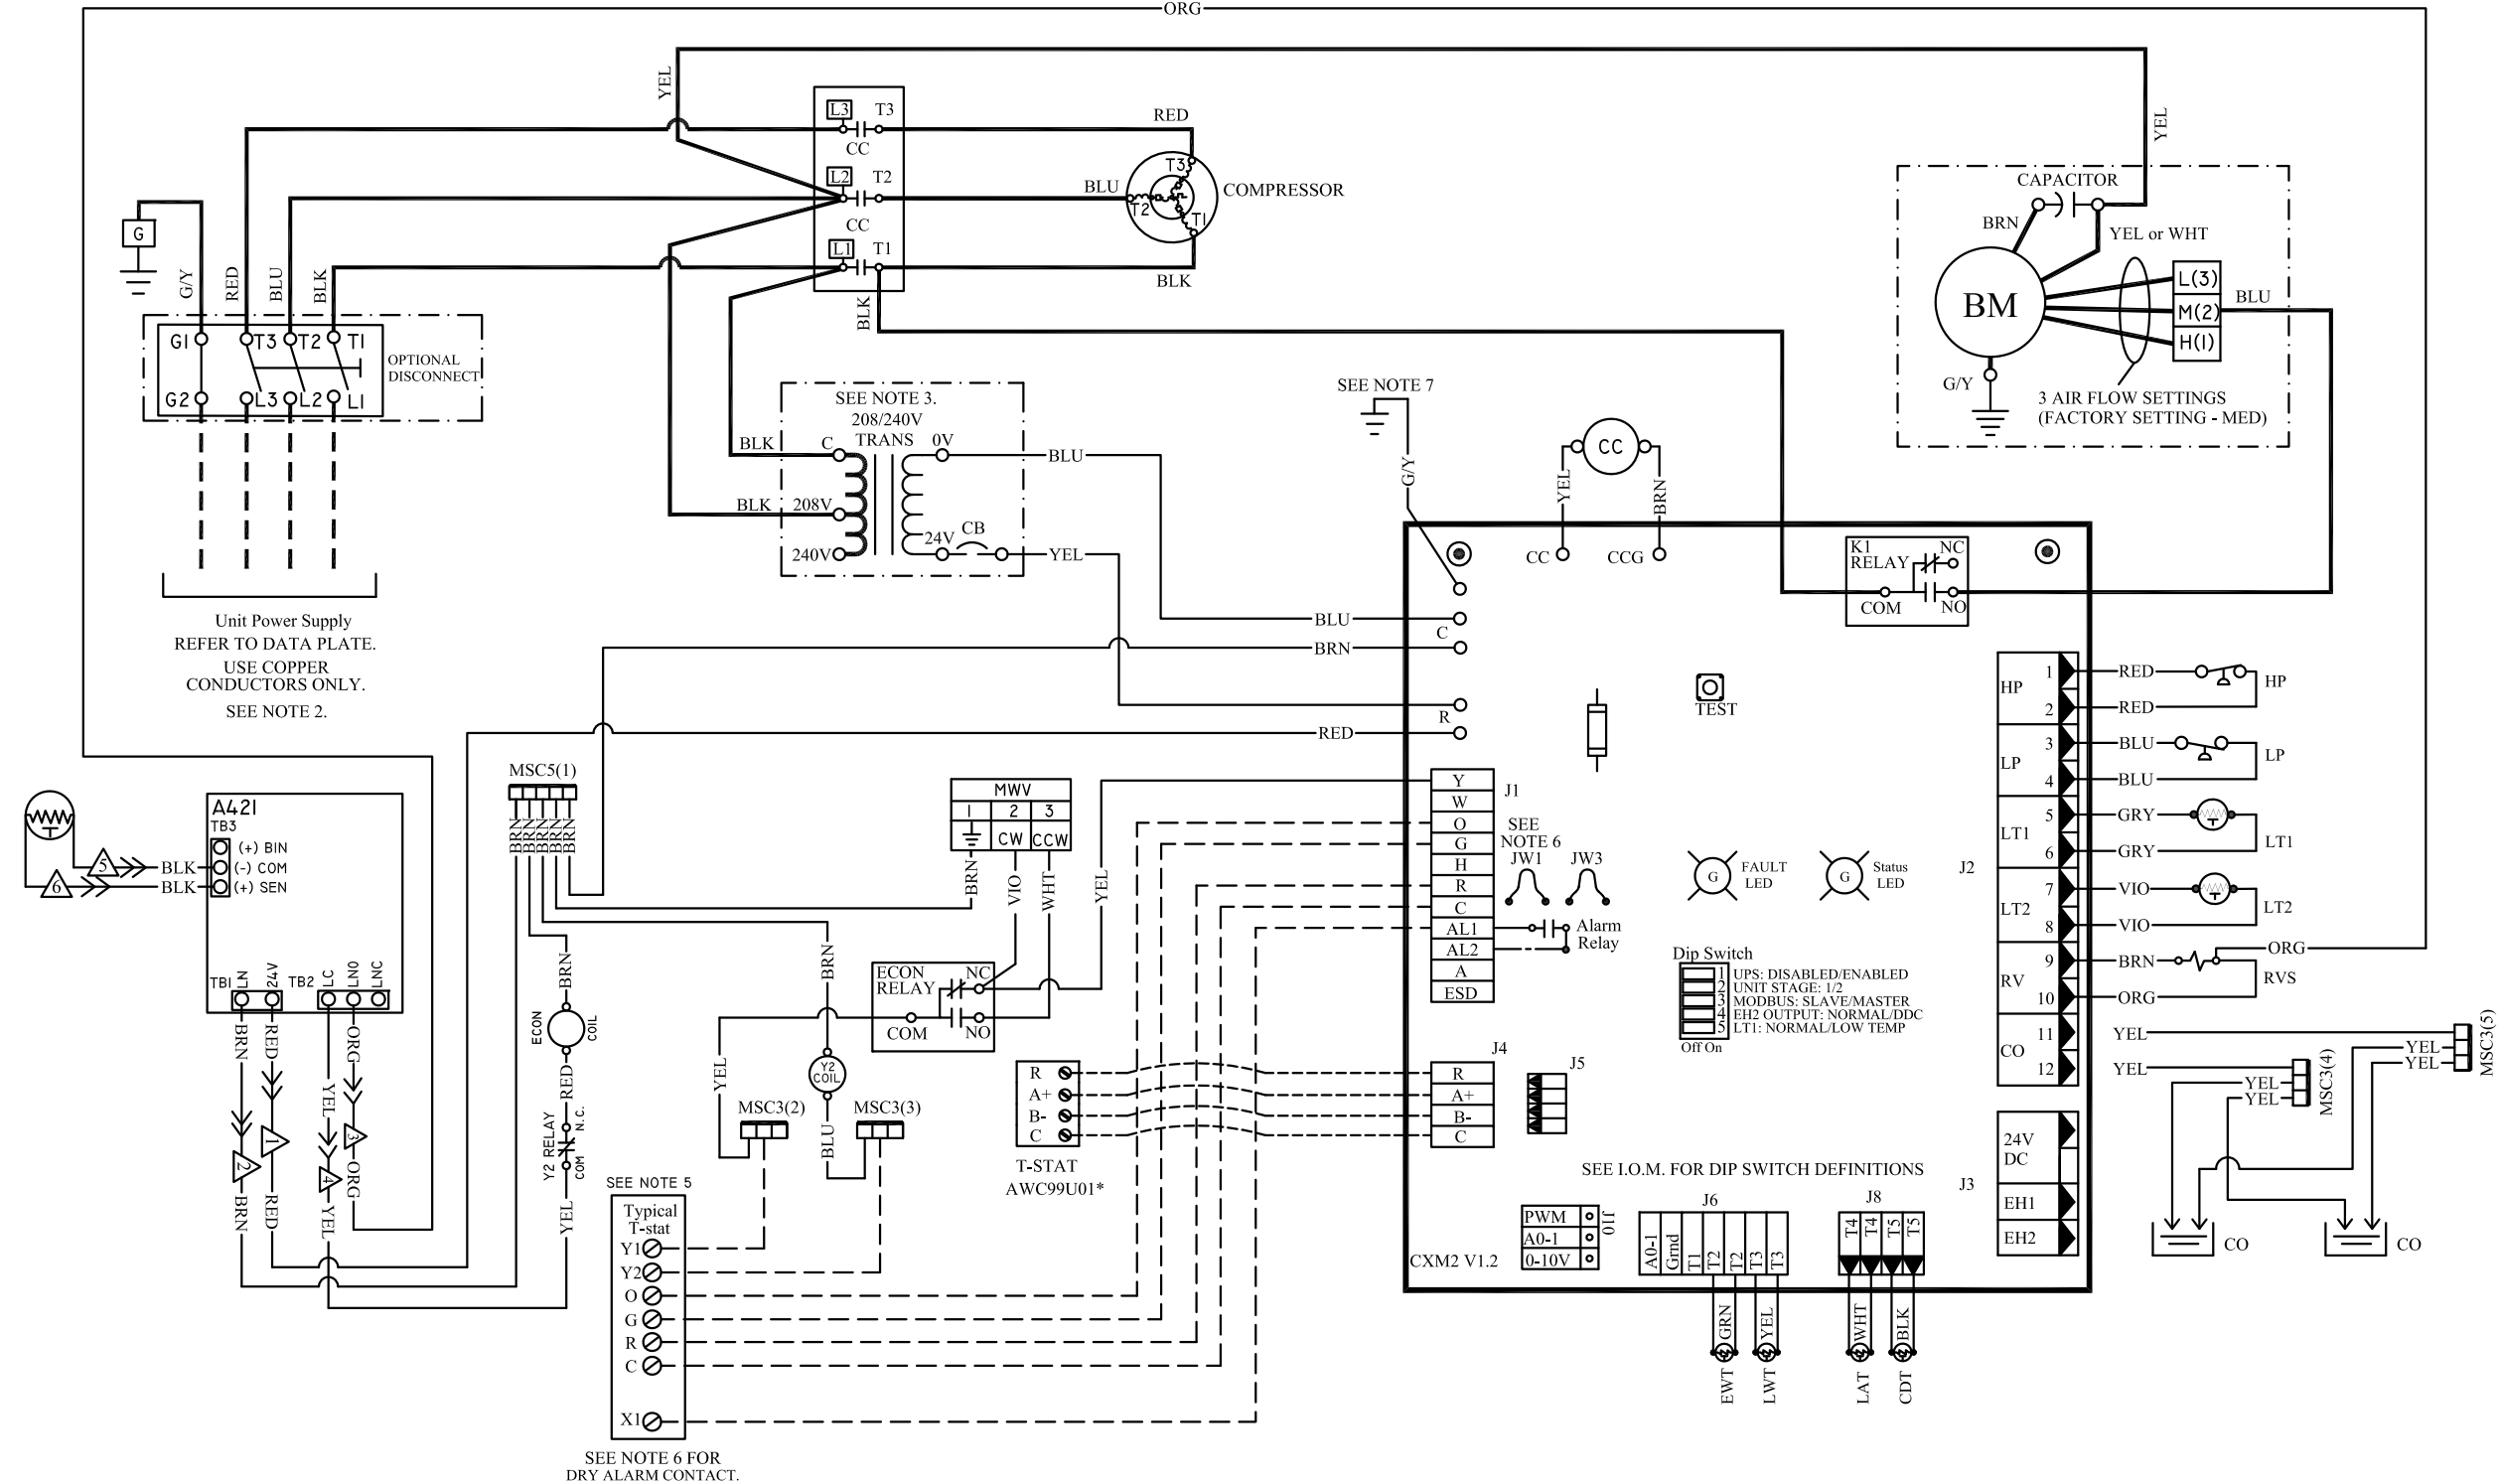 ORG
YEL
YEL
L3 T3
CC
L2 T2
CC
L1 T1
RED
BLU
BLK
T3
T2
T1
COMPRESSOR
BLK
CAPACITOR
BRN
YEL or WHT
BM
L(3)
M(2)
H(1)
BLU
G/Y
3 AIR FLOW SETTINGS
(FACTORY SETTING - MED)
G
G/Y
RED
BLU
BLK
G1 T3 T2 T1
G2 L3 L2 L1
OPTIONAL
DISCONNECT
Unit Power Supply
REFER TO DATA PLATE.
USE COPPER
CONDUCTORS ONLY.
SEE NOTE 2.
SEE NOTE 3.
208/240V
TRANS
BLK C 0V BLU
BLK 208V
240V 24V CB YEL
SEE NOTE 7
G/Y
CC
YEL
BRN
CC CCG
K1
RELAY
NC
COM NO
BLU
C
BRN
R
RED
TEST
HP 1 RED HP
2 RED
LP 3 BLU LP
4 BLU
LT1 5 GRY LT1
6 GRY
LT2 7 VIO LT2
8 VIO
RV 9 BRN ORG
RVS
10 ORG
CO 11 YEL
12 YEL
J2
YEL
YEL
MSC3(5)
YEL
YEL
MSC3(4)
24V
DC
J3
EH1
EH2
CO
CO
A421
TB3
(+) BIN
(-) COM
(+) SEN
5 BLK
6 BLK
TB1 LN 24V TB2 LC LNO LNC
BRN
RED
YEL
ORG
1
2
3
4
BRN
RED
YEL
ORG
MSC5(1)
BRN
BRN
BRN
BRN
BRN
MWV
1 2 3
CW CCW
BRN
VIO
WHT
YEL
BRN
ECON
COIL
RED
Y2 RELAY
N.C.
COM
YEL
BRN
Y2
COIL
BLU
ECON
RELAY
NC
COM NO
YEL
MSC3(2)
MSC3(3)
SEE NOTE 5
Typical
T-stat
Y1
Y2
O
G
R
C
X1
SEE NOTE 6 FOR
DRY ALARM CONTACT.
R
A+
B-
C
T-STAT
AWC99U01*
Y
W
O
G
H
R
C
AL1
AL2
A
ESD
J1
SEE
NOTE 6
JW1 JW3
Alarm
Relay
G FAULT
LED
G Status
LED
Dip Switch
1 UPS: DISABLED/ENABLED
2 UNIT STAGE: 1/2
3 MODBUS: SLAVE/MASTER
4 EH2 OUTPUT: NORMAL/DDC
5 LT1: NORMAL/LOW TEMP
Off On
J4
R
A+
B-
C
J5
SEE I.O.M. FOR DIP SWITCH DEFINITIONS
CXM2 V1.2
PWM
A0-1
0-10V
J10
J6
A0-1
Grnd
T1
T2
T2
T3
T3
J8
T4
T4
T5
T5
GRN
YEL
WHT
BLK
EWT
LWT
LAT
CDT